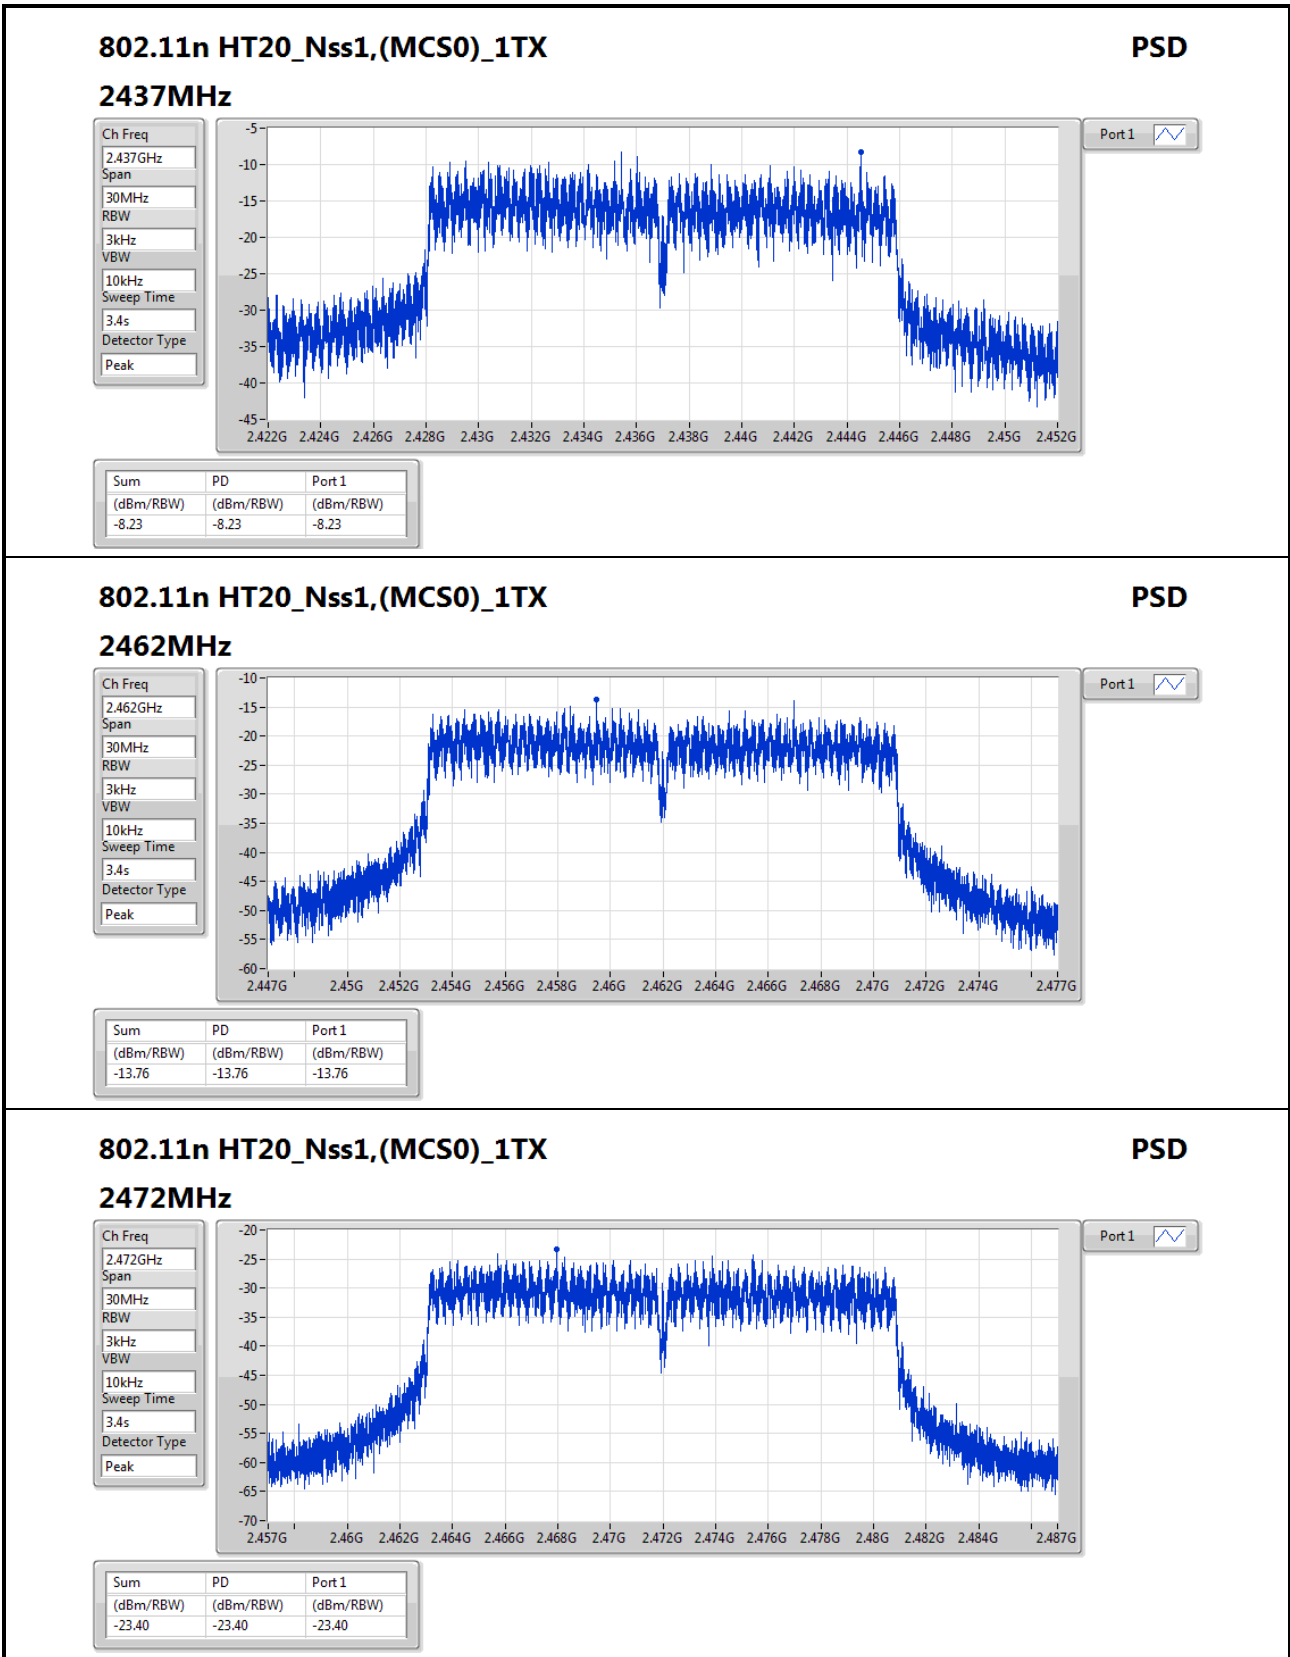 802.11n HT20_Nss1,(MCS0)_1TX PSD
2437MHz
Ch Freq
2.437GHz
Span
30MHz
RBW
3kHz
VBW
10kHz
Sweep Time
3.4s
Detector Type
Peak
-5
-10
-15
-20
-25
-30
-35
-40
-45
2.422G 2.424G 2.426G 2.428G 2.43G 2.432G 2.434G 2.436G 2.438G 2.44G 2.442G 2.444G 2.446G 2.448G 2.45G 2.452G
Port 1
Sum PD Port 1
(dBm/RBW) (dBm/RBW) (dBm/RBW)
-8.23 -8.23 -8.23
802.11n HT20_Nss1,(MCS0)_1TX PSD
2462MHz
Ch Freq
2.462GHz
Span
30MHz
RBW
3kHz
VBW
10kHz
Sweep Time
3.4s
Detector Type
Peak
-10
-15
-20
-25
-30
-35
-40
-45
-50
-55
-60
2.447G 2.45G 2.452G 2.454G 2.456G 2.458G 2.46G 2.462G 2.464G 2.466G 2.468G 2.47G 2.472G 2.474G 2.477G
Port 1
Sum PD Port 1
(dBm/RBW) (dBm/RBW) (dBm/RBW)
-13.76 -13.76 -13.76
802.11n HT20_Nss1,(MCS0)_1TX PSD
2472MHz
Ch Freq
2.472GHz
Span
30MHz
RBW
3kHz
VBW
10kHz
Sweep Time
3.4s
Detector Type
Peak
-20
-25
-30
-35
-40
-45
-50
-55
-60
-65
-70
2.457G 2.46G 2.462G 2.464G 2.466G 2.468G 2.47G 2.472G 2.474G 2.476G 2.478G 2.48G 2.482G 2.484G 2.487G
Port 1
Sum PD Port 1
(dBm/RBW) (dBm/RBW) (dBm/RBW)
-23.40 -23.40 -23.40